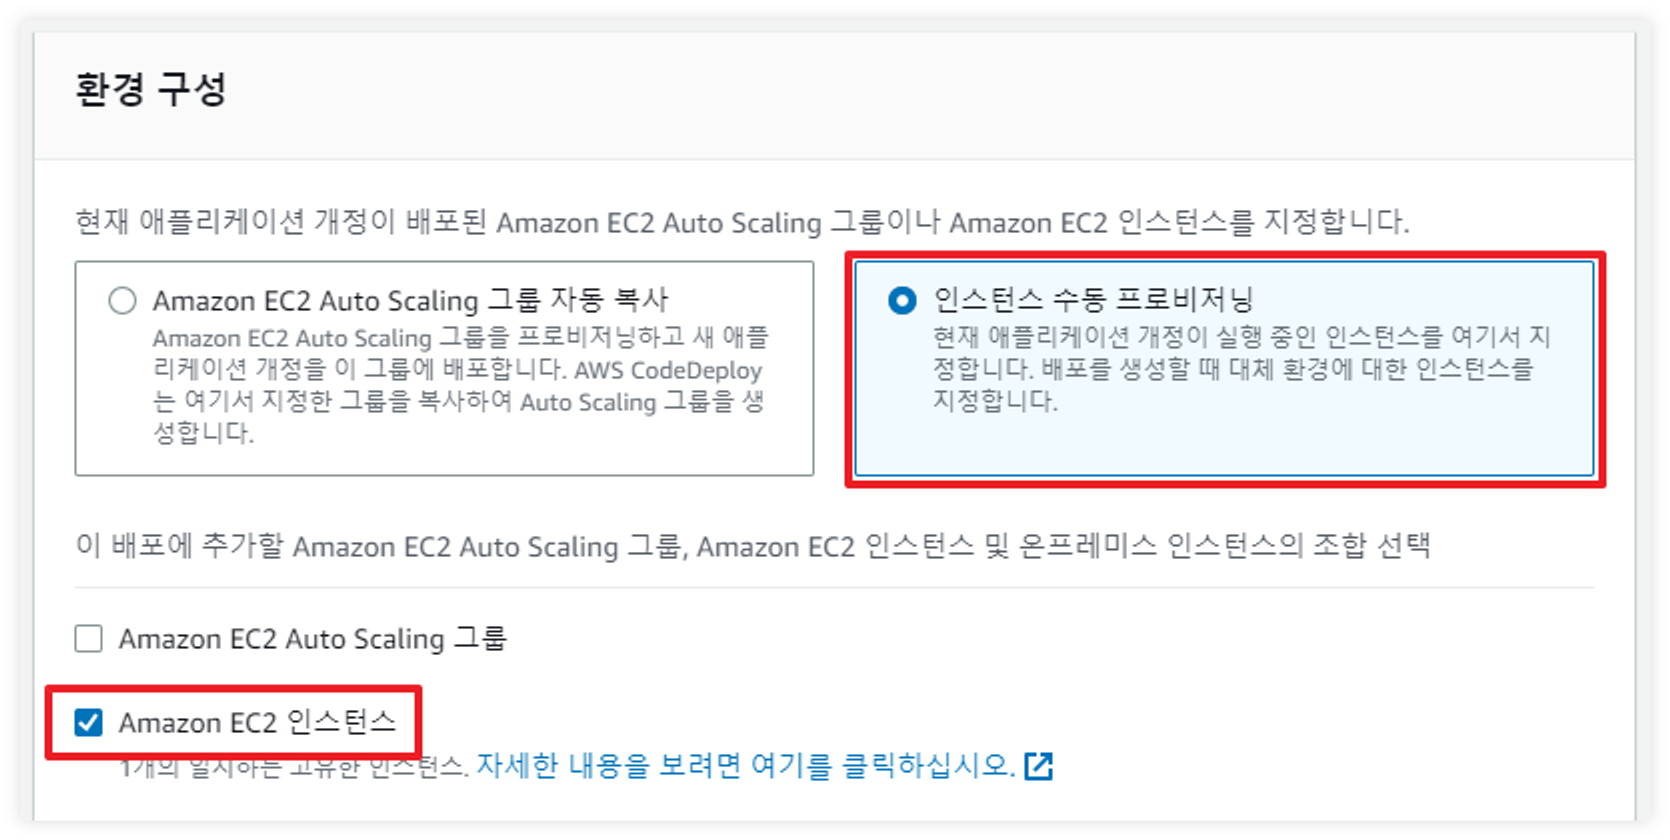 환경 구성
현재 애플리케이션 개정이 배포된 Amazon EC2 Auto Scaling 그룹이나 Amazon EC2 인스턴스를 지정합니다.
Amazon EC2 Auto Scaling 그룹 자동 복사
Amazon EC2 Auto Scaling 그룹을 프로비저닝하고 새 애플
리케이션 개정을 이 그룹에 배포합니다. AWS CodeDeploy
는 여기서 지정한 그룹을 복사하여 Auto Scaling 그룹을 생
성합니다.
인스턴스 수동 프로비저닝
현재 애플리케이션 개정이 실행 중인 인스턴스를 여기서 지
정합니다. 배포를 생성할 때 대체 환경에 대한 인스턴스를
지정합니다.
이 배포에 추가할 Amazon EC2 Auto Scaling 그룹, Amazon EC2 인스턴스 및 온프레미스 인스턴스의 조합 선택
Amazon EC2 Auto Scaling 그룹
Amazon EC2 인스턴스
1개의 일치하는 고유한 인스턴스. 자세한 내용을 보려면 여기를 클릭하십시오.